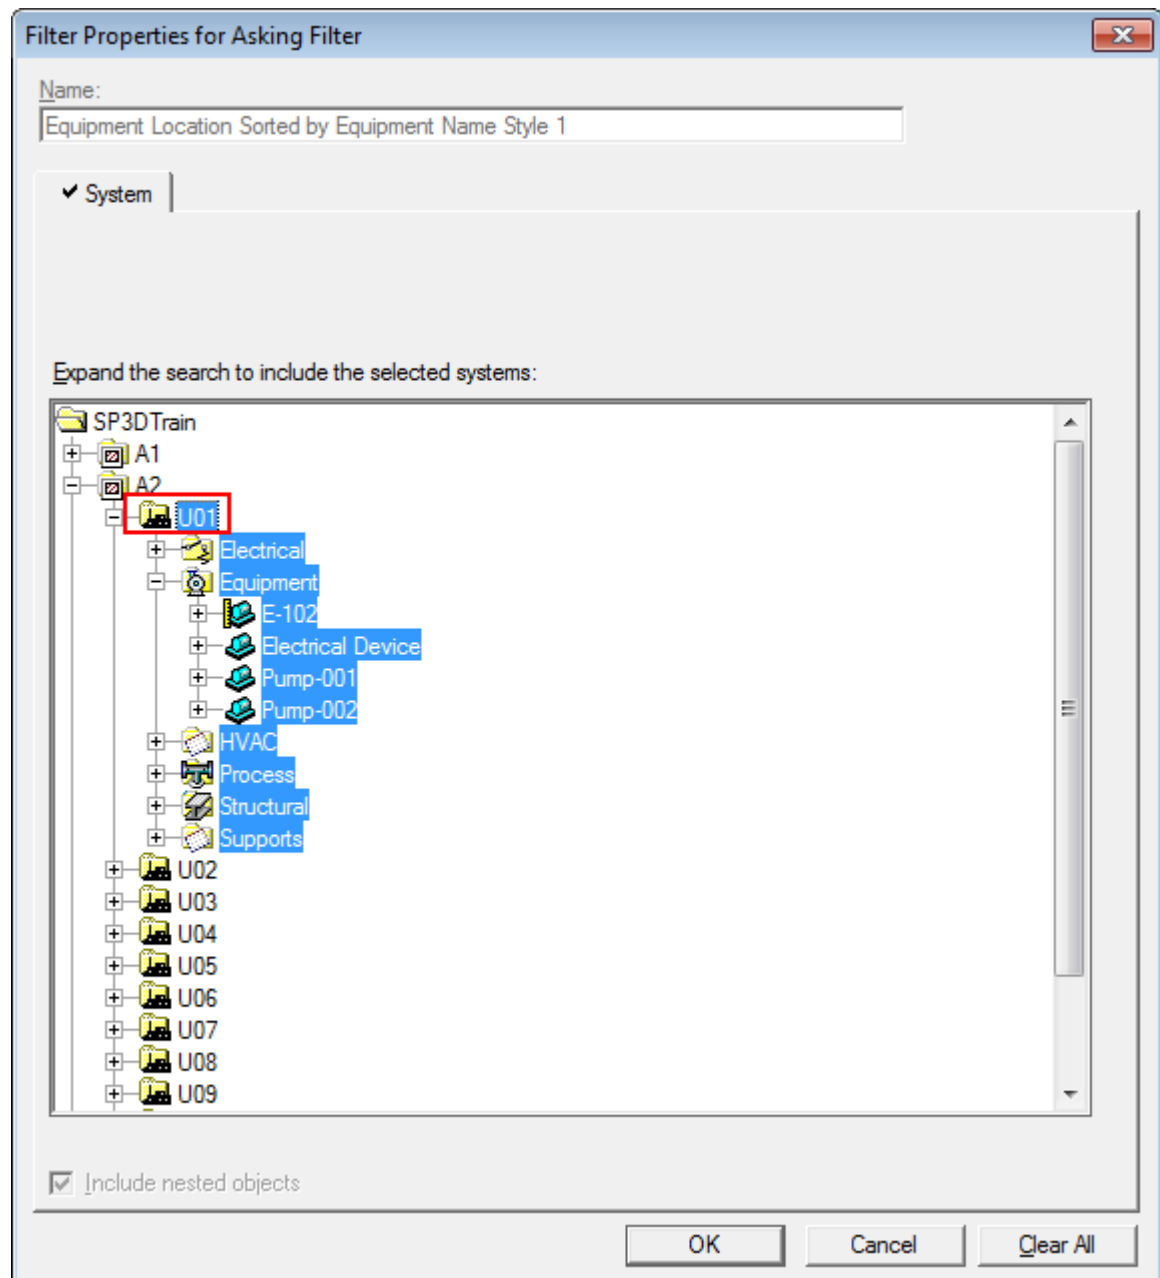 Filter Properties for Asking Filter
Name:
Equipment Location Sorted by Equipment Name Style 1
System
Expand the search to include the selected systems:
SP3DTrain
A1
A2
U01
Electrical
Equipment
E-102
Electrical Device
Pump-001
Pump-002
HVAC
Process
Structural
Supports
U02
U03
U04
U05
U06
U07
U08
U09
Include nested objects
OK Cancel Clear All